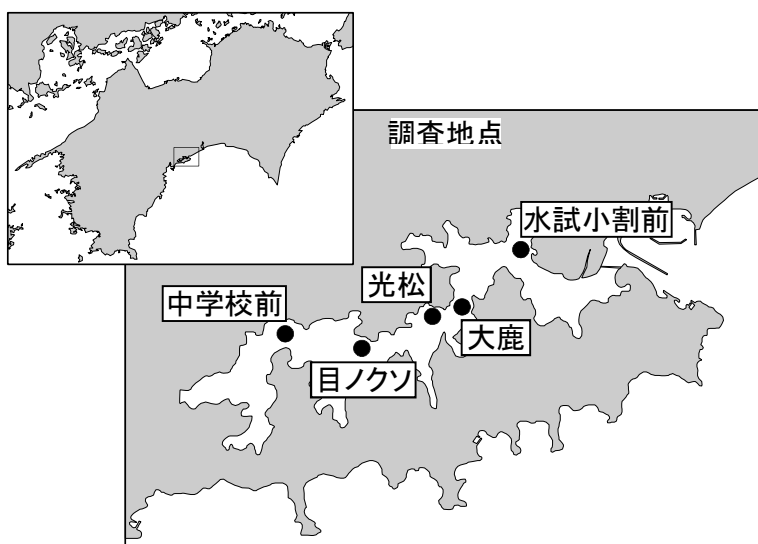 調査地点
水試小割前
光松
中学校前
大鹿
目ノクソ